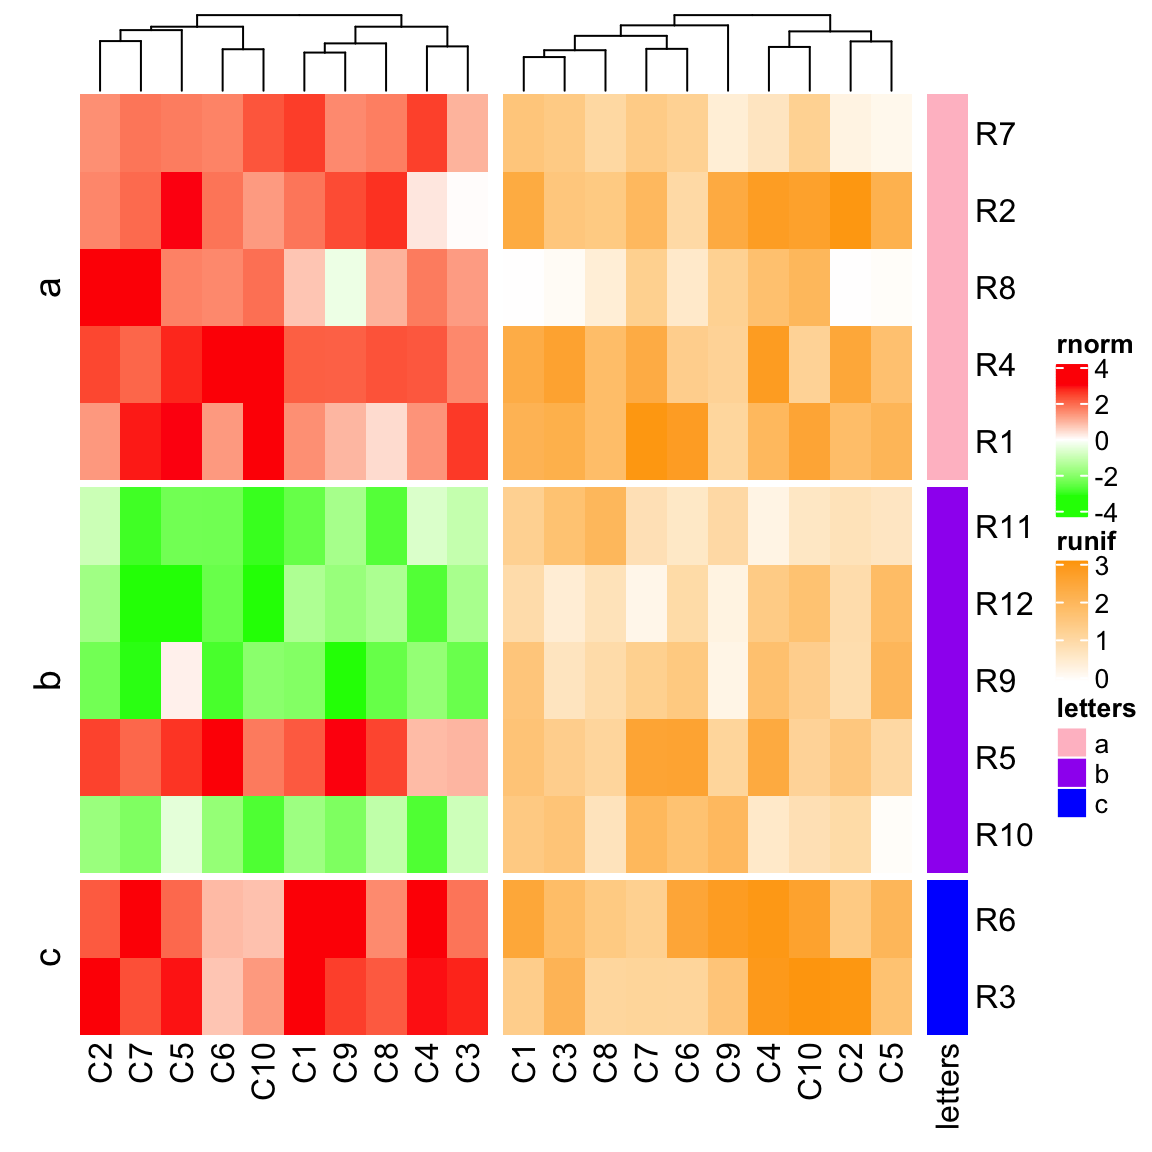 a
b
c
R7
R2
R8
R4
R1
R11
R12
R9
R5
R10
R6
R3
C2 C7 C5 C6 C10 C1 C9 C8 C4 C3
C1 C3 C8 C7 C6 C9 C4 C10 C2 C5
letters
rnorm
4
2
0
-2
-4
runif
3
2
1
0
letters
a
b
c